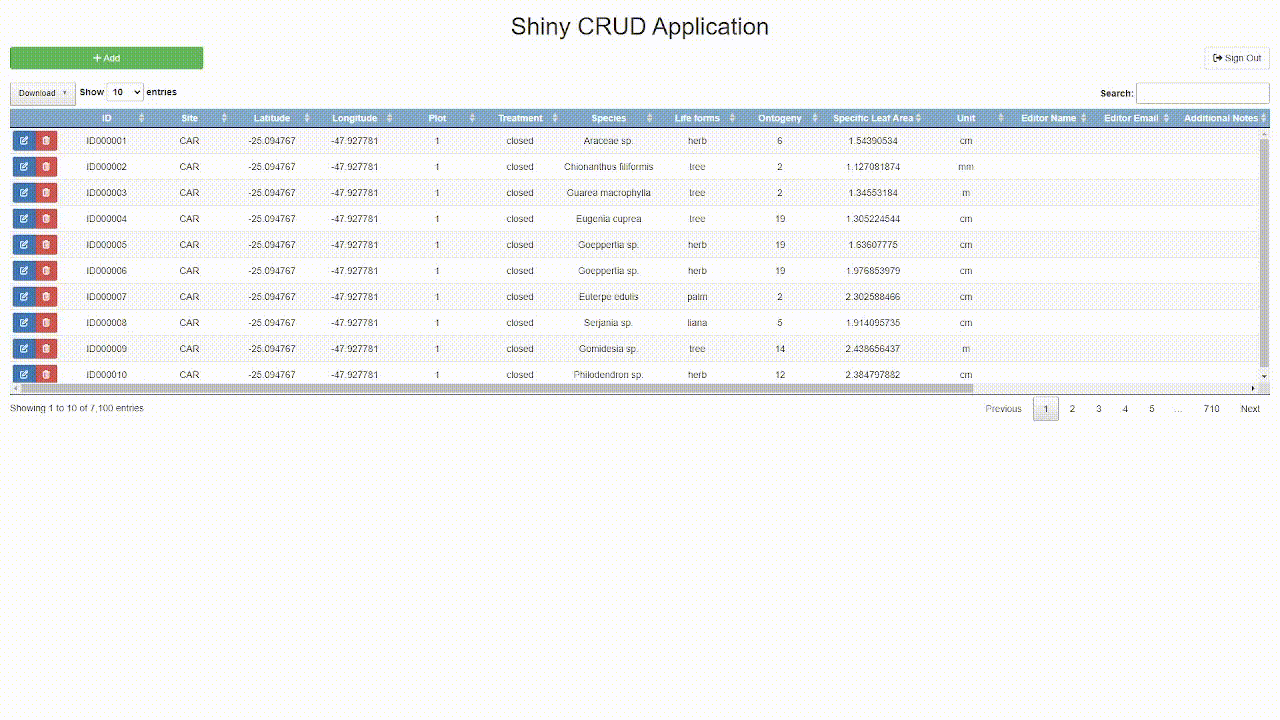 Shiny CRUD Application
Add
Sign Out
Download Show 10 entries
Search:
ID Site Latitude Longitude Plot Treatment Species Life forms Ontogeny Specific Leaf Area Unit Editor Name Editor Email Additional Notes
ID000001 CAR -25.094767 -47.927781 1 closed Araceae sp. herb 6 1.54390534 cm
ID000002 CAR -25.094767 -47.927781 1 closed Chionanthus filiformis tree 2 1.127081874 mm
ID000003 CAR -25.094767 -47.927781 1 closed Guarea macrophylla tree 2 1.34553184 m
ID000004 CAR -25.094767 -47.927781 1 closed Eugenia cuprea tree 19 1.305224544 cm
ID000005 CAR -25.094767 -47.927781 1 closed Goeppertia sp. herb 19 1.63607775 cm
ID000006 CAR -25.094767 -47.927781 1 closed Goeppertia sp. herb 19 1.976853979 cm
ID000007 CAR -25.094767 -47.927781 1 closed Euterpe edulis palm 2 2.302588466 cm
ID000008 CAR -25.094767 -47.927781 1 closed Serjania sp. liana 5 1.914095735 cm
ID000009 CAR -25.094767 -47.927781 1 closed Gomidesia sp. tree 14 2.438656437 m
ID000010 CAR -25.094767 -47.927781 1 closed Philodendron sp. herb 12 2.384797882 cm
Showing 1 to 10 of 7,100 entries
Previous 1 2 3 4 5 … 710 Next